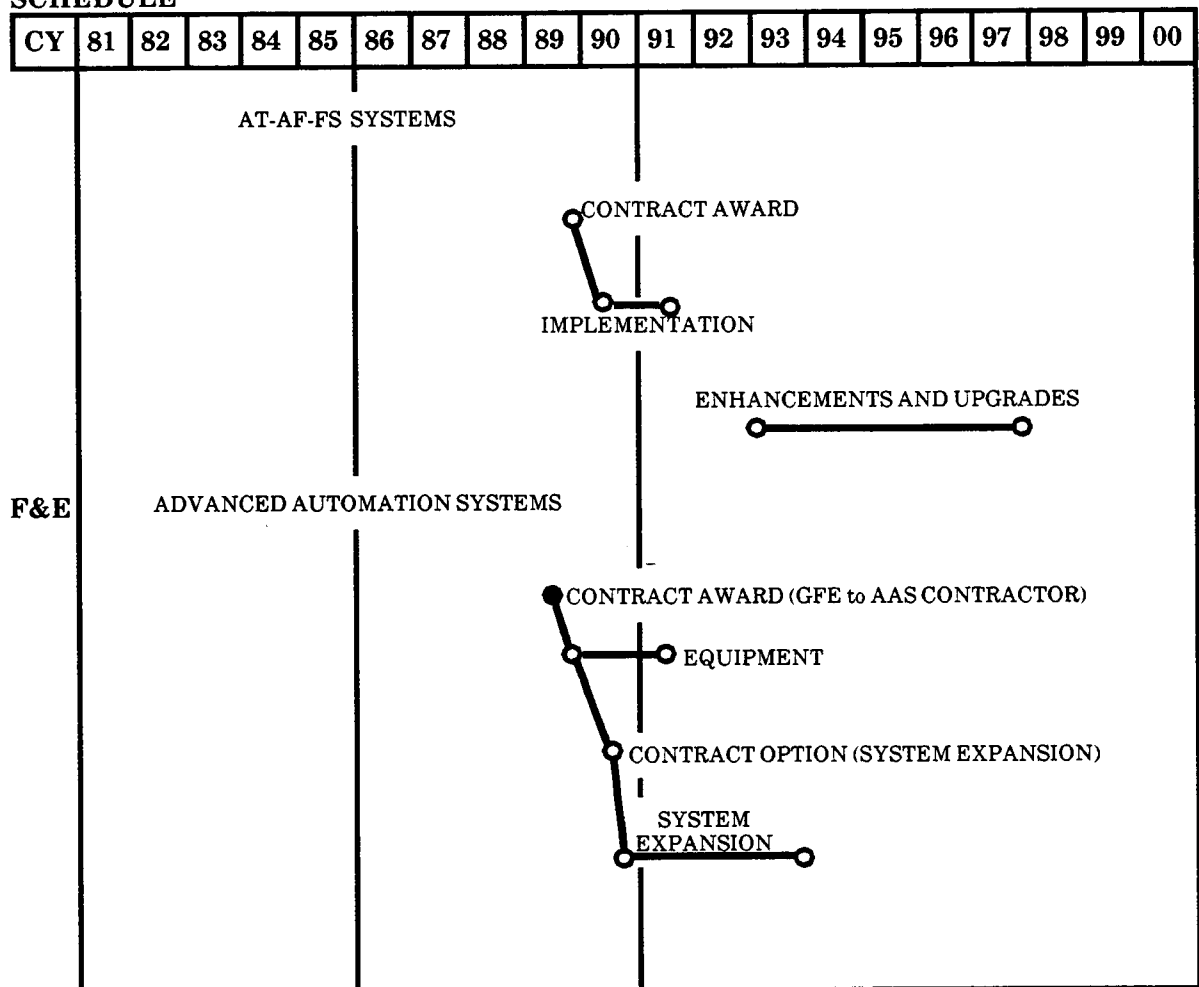 SCHEDULE
CY 81 82 83 84 85 86 87 88 89 90 91 92 93 94 95 96 97 98 99 00
AT-AF-FS SYSTEMS
CONTRACT AWARD
IMPLEMENTATION
ENHANCEMENTS AND UPGRADES
F&E
ADVANCED AUTOMATION SYSTEMS
CONTRACT AWARD (GFE to AAS CONTRACTOR)
EQUIPMENT
CONTRACT OPTION (SYSTEM EXPANSION)
SYSTEM
EXPANSION